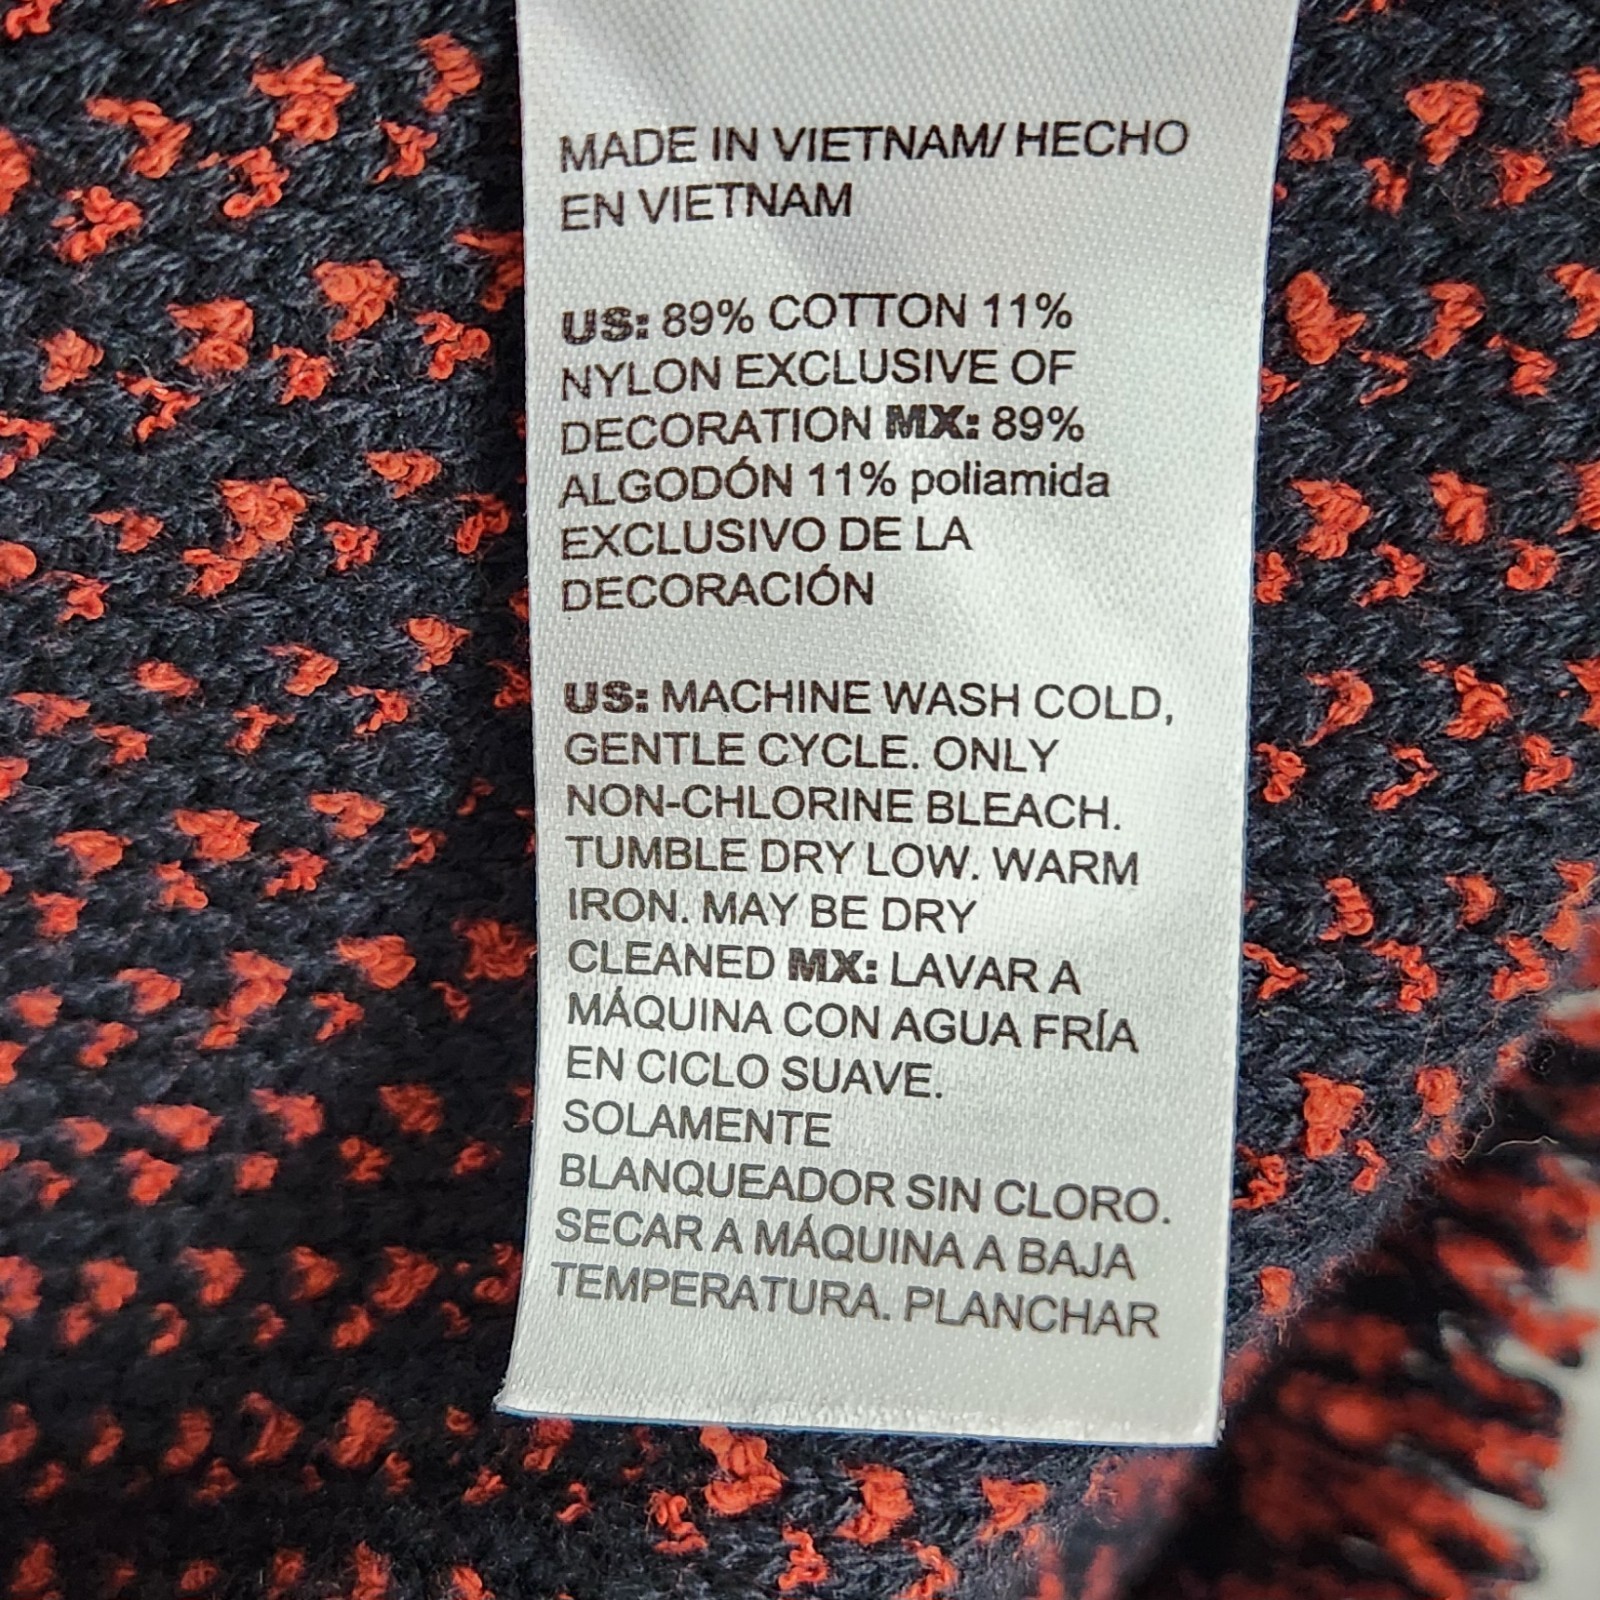 MADE IN VIETNAM/ HECHO
EN VIETNAM
US: 89% COTTON 11%
NYLON EXCLUSIVE OF
DECORATION MX: 89%
ALGODÓN 11% poliamida
EXCLUSIVO DE LA
DECORACIÓN
US: MACHINE WASH COLD,
GENTLE CYCLE. ONLY
NON-CHLORINE BLEACH.
TUMBLE DRY LOW. WARM
IRON. MAY BE DRY
CLEANED MX: LAVAR A
MÁQUINA CON AGUA FRÍA
EN CICLO SUAVE.
SOLAMENTE
BLANQUEADOR SIN CLORO.
SECAR A MÁQUINA A BAJA
TEMPERATURA. PLANCHAR